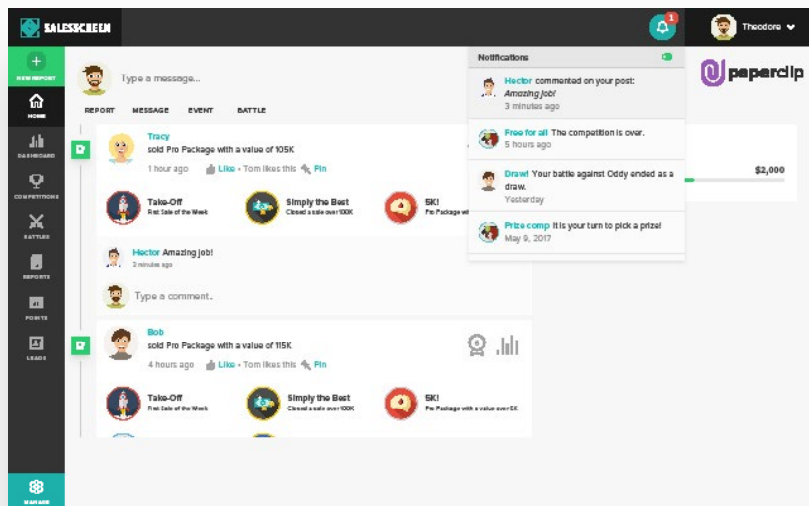 SALESSCREEN
1
Theodore
NEW REPORT
HOME
DASHBOARD
COMPETITIONS
BATTLES
REPORTS
POINTS
LEADS
MANAGE
Type a message...
REPORT MESSAGE EVENT BATTLE
Tracy
sold Pro Package with a value of 105K
1 hour ago Like • Tom likes this Pin
Take-Off
First Sale of the Week
Simply the Best
Closed a sale over 100K
5K!
Pro Package wi
Hector Amazing job!
3 minutes ago
Type a comment..
Bob
sold Pro Package with a value of 115K
4 hours ago Like • Tom likes this Pin
Take-Off
First Sale of the Week
Simply the Best
Closed a sale over 100K
5K!
Pro Package with a value over 5K
Notifications
Hector commented on your post:
Amazing job!
3 minutes ago
Free for all The competition is over.
5 hours ago
Draw! Your battle against Oddy ended as a
draw.
Yesterday
Prize comp It is your turn to pick a prize!
May 9, 2017
paperclip
$2,000